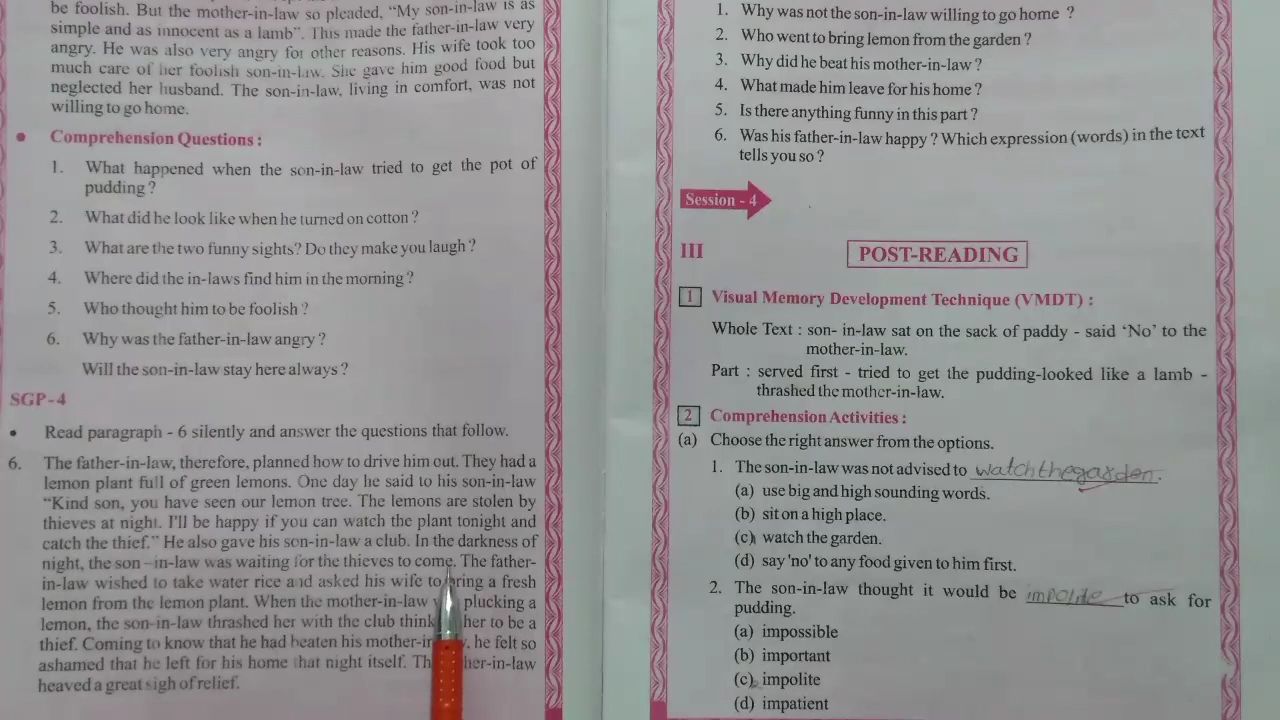 be foolish. But the mother-in-law so pleaded, “My son-in-law is as
simple and as innocent as a lamb”. This made the father-in-law very
angry. He was also very angry for other reasons. His wife took too
much care of her foolish son-in-law. She gave him good food but
neglected her husband. The son-in-law, living in comfort, was not
willing to go home.
• Comprehension Questions :
1. What happened when the son-in-law tried to get the pot of
pudding ?
2. What did he look like when he turned on cotton ?
3. What are the two funny sights? Do they make you laugh ?
4. Where did the in-laws find him in the morning ?
5. Who thought him to be foolish ?
6. Why was the father-in-law angry ?
Will the son-in-law stay here always ?
SGP - 4
• Read paragraph - 6 silently and answer the questions that follow.
6. The father-in-law, therefore, planned how to drive him out. They had a
lemon plant full of green lemons. One day he said to his son-in-law
“Kind son, you have seen our lemon tree. The lemons are stolen by
thieves at night. I'll be happy if you can watch the plant tonight and
catch the thief.” He also gave his son-in-law a club. In the darkness of
night, the son–in-law was waiting for the thieves to come. The father-
in-law wished to take water rice and asked his wife to bring a fresh
lemon from the lemon plant. When the mother-in-law plucking a
lemon, the son-in-law thrashed her with the club think her to be a
thief. Coming to know that he had beaten his mother-in , he felt so
ashamed that he left for his home that night itself. Th her-in-law
heaved a great sigh of relief.
1. Why was not the son-in-law willing to go home ?
2. Who went to bring lemon from the garden ?
3. Why did he beat his mother-in-law ?
4. What made him leave for his home ?
5. Is there anything funny in this part ?
6. Was his father-in-law happy ? Which expression (words) in the text
tells you so ?
Session - 4
III POST-READING
1 Visual Memory Development Technique (VMDT) :
Whole Text : son- in-law sat on the sack of paddy - said ‘No’ to the
mother-in-law.
Part : served first - tried to get the pudding-looked like a lamb -
thrashed the mother-in-law.
2 Comprehension Activities :
(a) Choose the right answer from the options.
1. The son-in-law was not advised to watch the garden.
(a) use big and high sounding words.
(b) sit on a high place.
(c) watch the garden.
(d) say 'no' to any food given to him first.
2. The son-in-law thought it would be impolite to ask for
pudding.
(a) impossible
(b) important
(c) impolite
(d) impatient